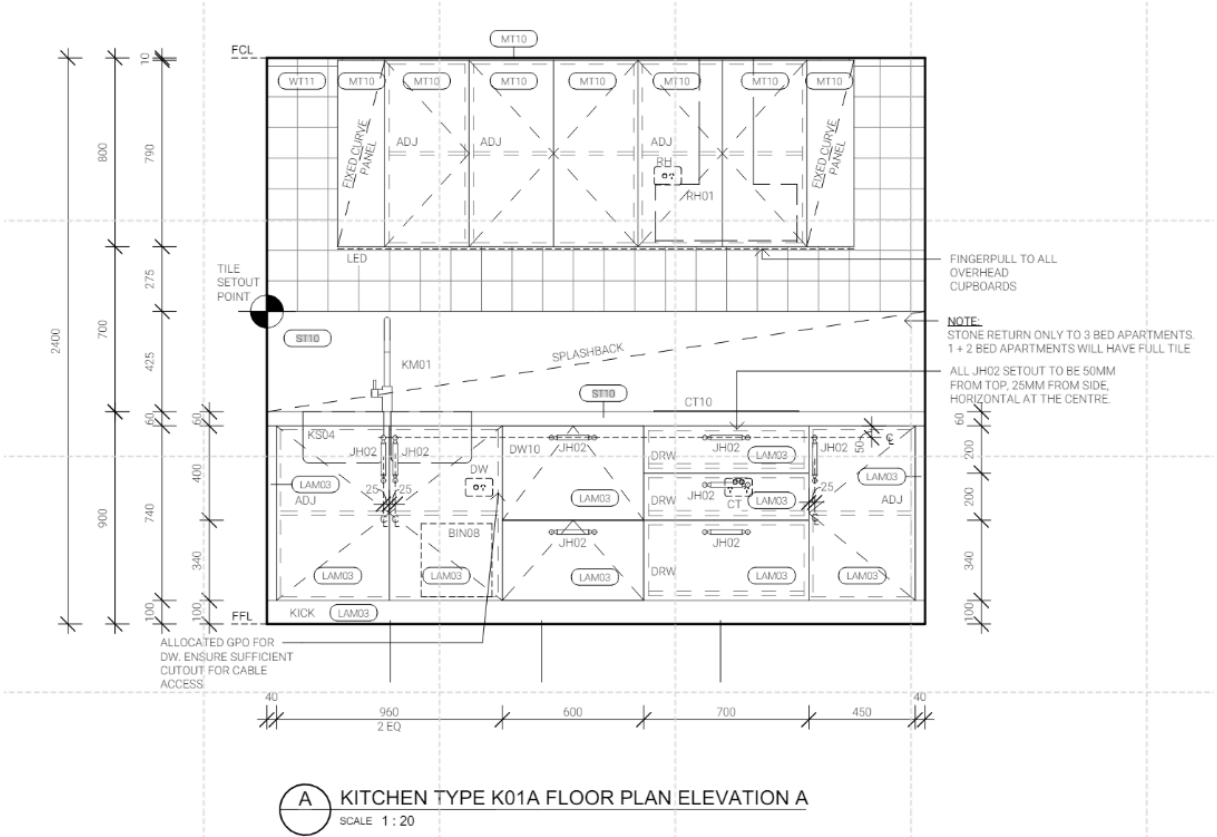 MT10
FCL
10
WT11 MT10 MT10 MT10 MT10 MT10 MT10 MT10
800
790
ADJ ADJ ADJ
FIXED CURVE
PANEL
FIXED CURVE
PANEL
RH
RH01
LED
FINGERPULL TO ALL
OVERHEAD
CUPBOARDS
TILE
SETOUT
POINT
275
2400
700
425
ST10
KM01
SPLASHBACK
NOTE:
STONE RETURN ONLY TO 3 BED APARTMENTS.
1 + 2 BED APARTMENTS WILL HAVE FULL TILE
ALL JH02 SETOUT TO BE 50MM
FROM TOP, 25MM FROM SIDE,
HORIZONTAL AT THE CENTRE.
ST10
CT10
60 60 60
KS04
JH02 JH02
DW10
JH02
DRW
JH02
LAM03
JH02
50
200
DW
LAM03
ADJ
25 25
LAM03
DRW
JH02
CT
LAM03
25
LAM03
ADJ
400
200
900
740
BIN08
JH02
JH02
340
LAM03
LAM03
LAM03
DRW
LAM03
LAM03
340
100 100 100
FFL
KICK
LAM03
ALLOCATED GPO FOR
DW. ENSURE SUFFICIENT
CUTOUT FOR CABLE
ACCESS
40 960 600 700 450 40
2 EQ
A
KITCHEN TYPE K01A FLOOR PLAN ELEVATION A
SCALE 1 : 20